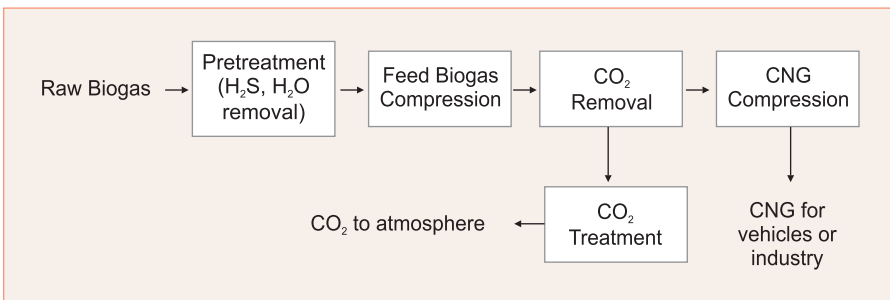 Raw Biogas
Pretreatment
(H₂S, H₂O
removal)
Feed Biogas
Compression
CO₂
Removal
CNG
Compression
CO₂ to atmosphere
CO₂
Treatment
CNG for
vehicles or
industry